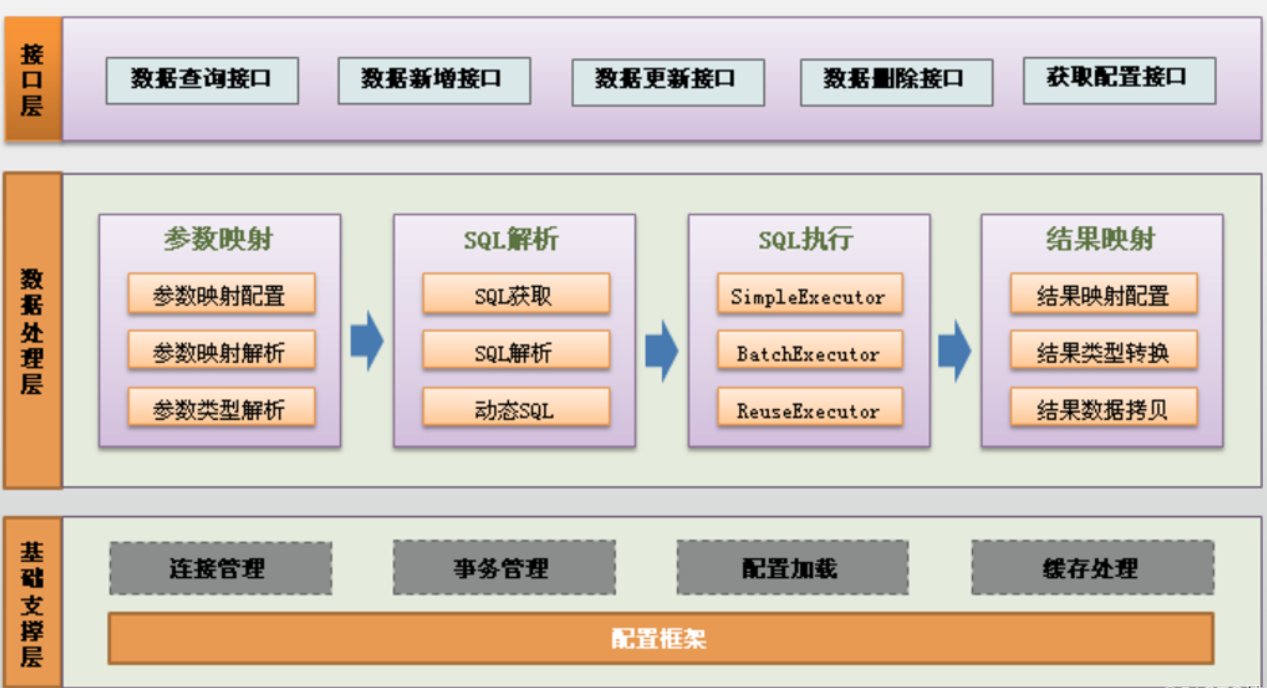 接口层
数据查询接口
数据新增接口
数据更新接口
数据删除接口
获取配置接口
数据处理层
参数映射
参数映射配置
参数映射解析
参数类型解析
SQL解析
SQL获取
SQL解析
动态SQL
SQL执行
SimpleExecutor
BatchExecutor
ReuseExecutor
结果映射
结果映射配置
结果类型转换
结果数据拷贝
基础支撑层
连接管理
事务管理
配置加载
缓存处理
配置框架